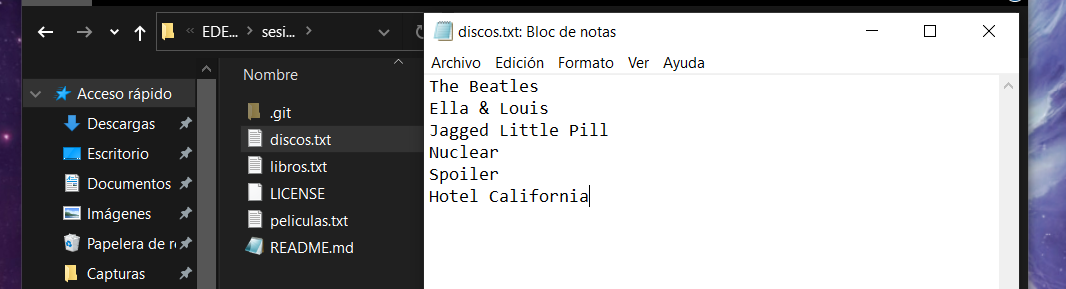 EDE...
sesi...
Acceso rápido
Descargas
Escritorio
Documentos
Imágenes
Papelera de re
Capturas
Nombre
.git
discos.txt
libros.txt
LICENSE
peliculas.txt
README.md
discos.txt: Bloc de notas
Archivo Edición Formato Ver Ayuda
The Beatles
Ella & Louis
Jagged Little Pill
Nuclear
Spoiler
Hotel California